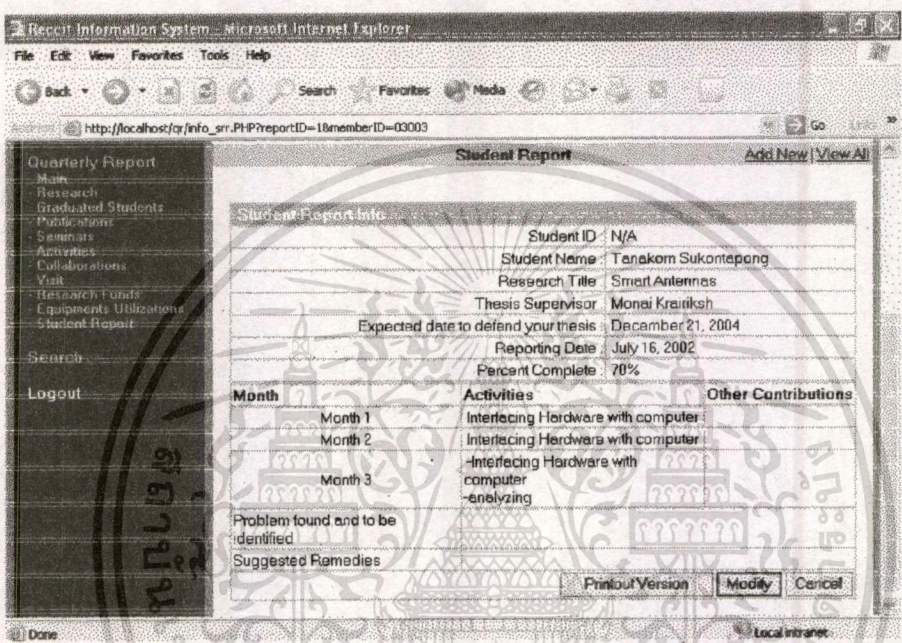 Reccit Information System - Microsoft Internet Explorer
File Edit View Favorites Tools Help
Back Search Favorites Media
http://localhost/qr/info_srr.PHP?reportID=1&memberID=03003 Go
Quarterly Report
- Main
- Research
- Graduated Students
- Publications
- Seminars
- Activities
- Collaborations
- Visit
- Research Funds
- Equipments Utilizations
- Student Report
Search
Logout
Student Report Add New | View All
Student Report Info
Student ID : N/A
Student Name : Tanakorn Sukontapong
Research Title : Smart Antennas
Thesis Supervisor : Monai Krairiksh
Expected date to defend your thesis : December 21, 2004
Reporting Date : July 16, 2002
Percent Complete : 70%
Month Activities Other Contributions
Month 1 Interfacing Hardware with computer
Month 2 Interfacing Hardware with computer
Month 3 -Interfacing Hardware with
computer
-analyzing
Problem found and to be
identified
Suggested Remedies
Printout Version Modify Cancel
Done Local intranet